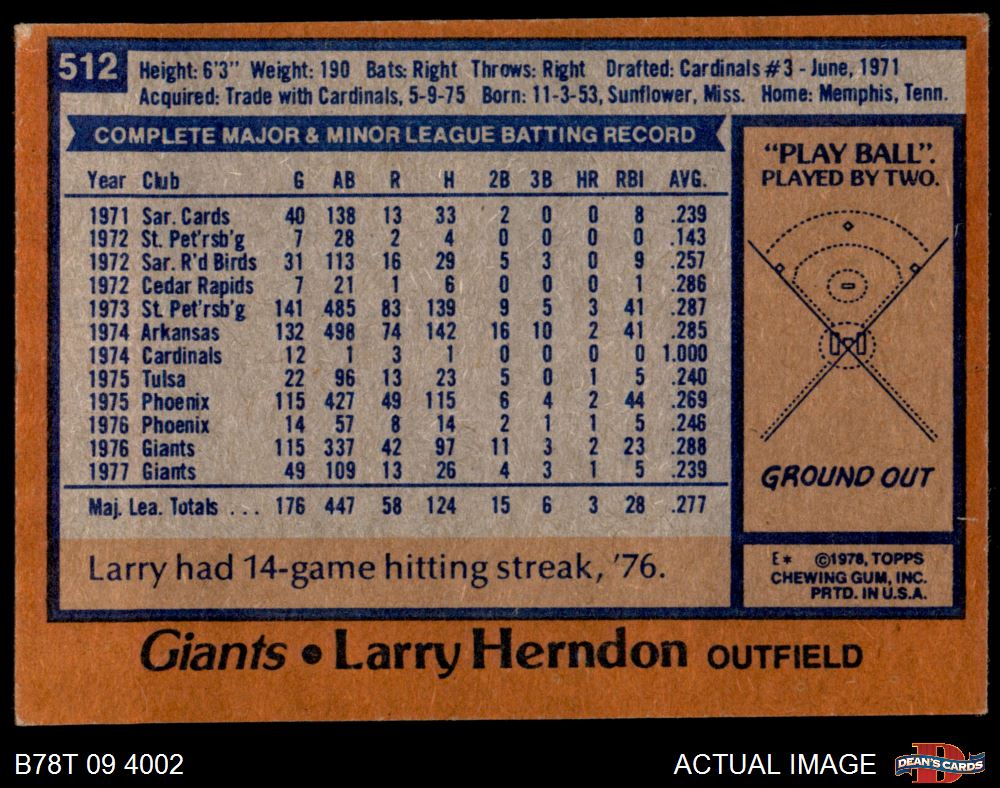 512
Height: 6'3" Weight: 190 Bats: Right Throws: Right Drafted: Cardinals #3 - June, 1971
Acquired: Trade with Cardinals, 5-9-75 Born: 11-3-53, Sunflower, Miss. Home: Memphis, Tenn.
COMPLETE MAJOR & MINOR LEAGUE BATTING RECORD
Year Club G AB R H 2B 3B HR RBI AVG.
1971 Sar. Cards 40 138 13 33 2 0 0 8 .239
1972 St. Pet'rsb'g 7 28 2 4 0 0 0 0 .143
1972 Sar. R'd Birds 31 113 16 29 5 3 0 9 .257
1972 Cedar Rapids 7 21 1 6 0 0 0 1 .286
1973 St. Pet'rsb'g 141 485 83 139 9 5 3 41 .287
1974 Arkansas 132 498 74 142 16 10 2 41 .285
1974 Cardinals 12 1 3 1 0 0 0 0 1.000
1975 Tulsa 22 96 13 23 5 0 1 5 .240
1975 Phoenix 115 427 49 115 6 4 2 44 .269
1976 Phoenix 14 57 8 14 2 1 1 5 .246
1976 Giants 115 337 42 97 11 3 2 23 .288
1977 Giants 49 109 13 26 4 3 1 5 .239
Maj. Lea. Totals ... 176 447 58 124 15 6 3 28 .277
Larry had 14-game hitting streak, '76.
"PLAY BALL".
PLAYED BY TWO.
GROUND OUT
E* ©1978, TOPPS
CHEWING GUM, INC.
PRTD. IN U.S.A.
Giants • Larry Herndon OUTFIELD
B78T 09 4002
ACTUAL IMAGE
DEAN'S CARDS